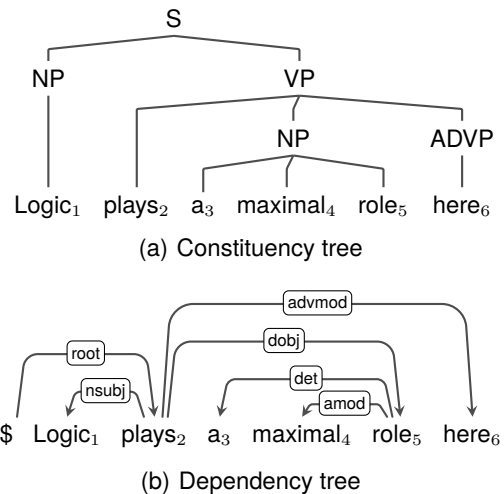 S
NP VP
NP ADVP
Logic₁ plays₂ a₃ maximal₄ role₅ here₆
(a) Constituency tree
advmod
dobj
root
det
nsubj amod
$ Logic₁ plays₂ a₃ maximal₄ role₅ here₆
(b) Dependency tree